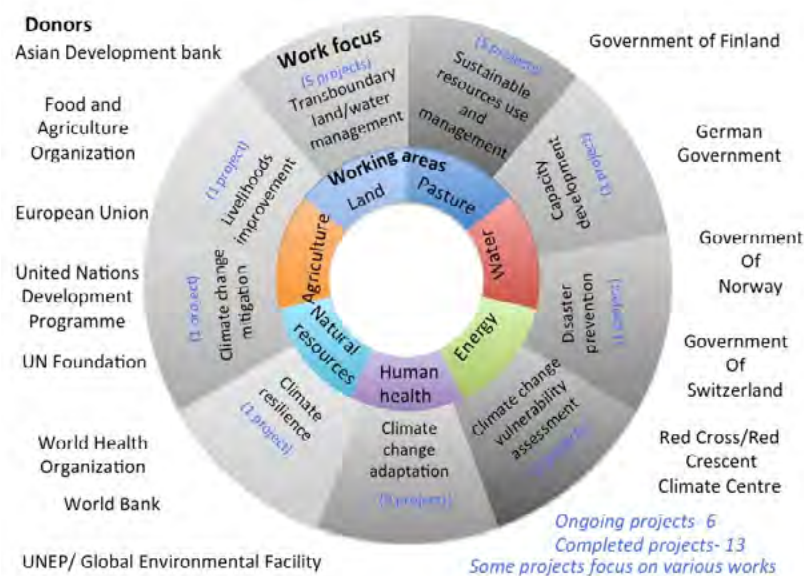 Donors
Asian Development bank
Food and
Agriculture
Organization
European Union
United Nations
Development
Programme
UN Foundation
World Health
Organization
World Bank
UNEP/ Global Environmental Facility
Government of Finland
German
Government
Government
Of
Norway
Government
Of
Switzerland
Red Cross/Red
Crescent
Climate Centre
Work focus
(5 projects)
Transboundary
land/water
management
(5 projects)
Sustainable
resources use
and
management
Capacity
development
(1 project)
Disaster
prevention
Climate change
vulnerability
assessment
Climate
change
adaptation
Climate
resilience
(1 project)
Climate change
mitigation
(1 project)
Livelihoods
improvement
(1 project)
Working areas
Land
Pasture
Water
Energy
Human
health
Natural
resources
Agriculture
Ongoing projects- 6
Completed projects- 13
Some projects focus on various works